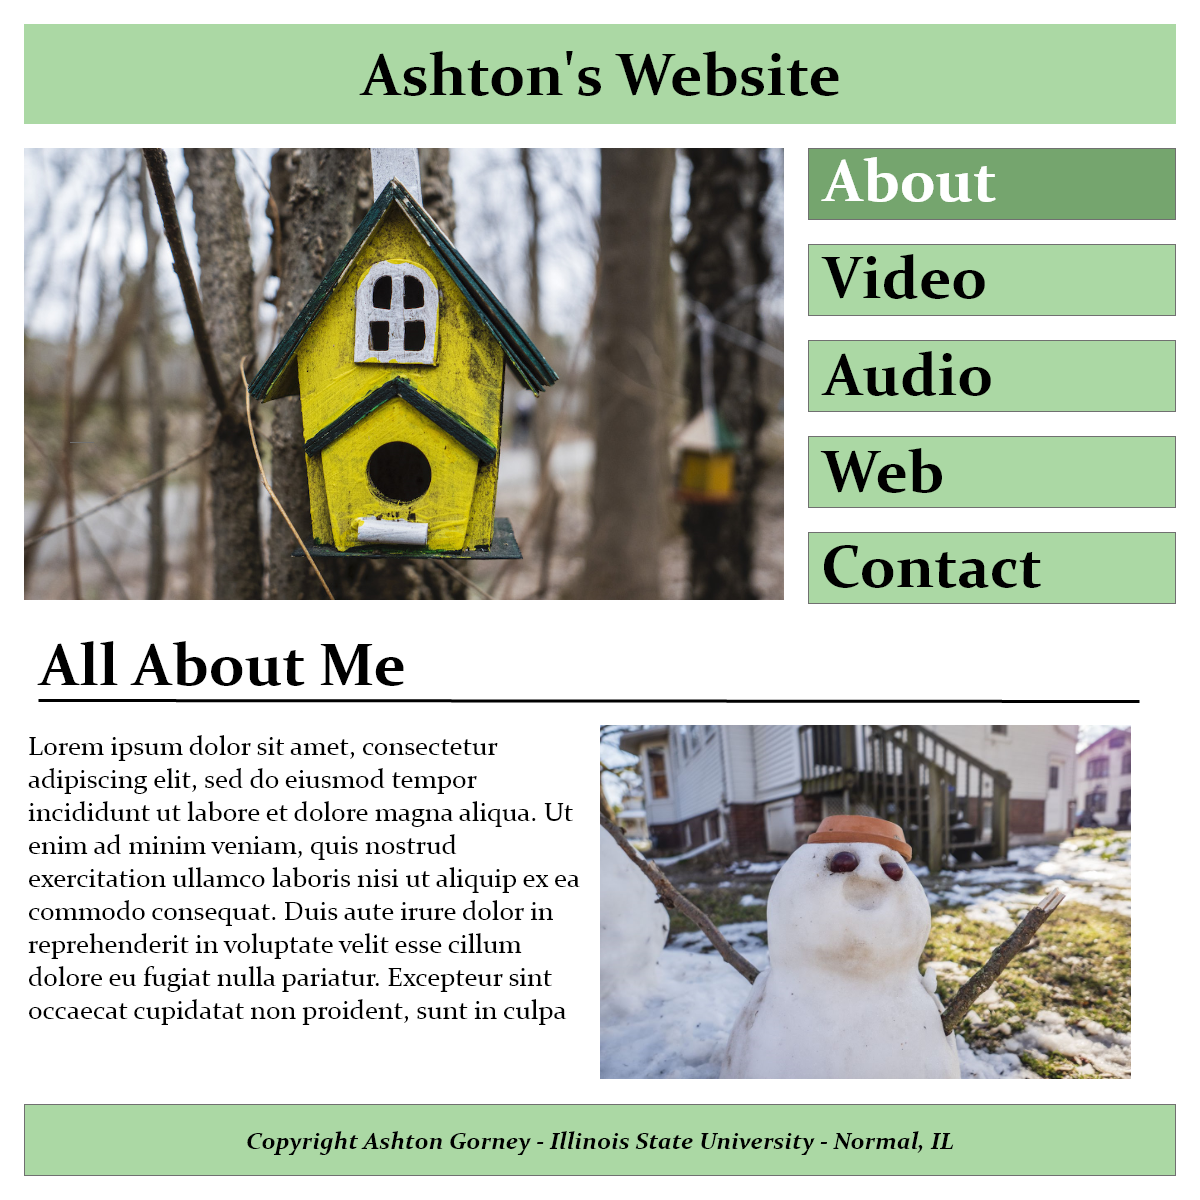 Ashton's Website
About
Video
Audio
Web
Contact
All About Me
Lorem ipsum dolor sit amet, consectetur
adipiscing elit, sed do eiusmod tempor
incididunt ut labore et dolore magna aliqua. Ut
enim ad minim veniam, quis nostrud
exercitation ullamco laboris nisi ut aliquip ex ea
commodo consequat. Duis aute irure dolor in
reprehenderit in voluptate velit esse cillum
dolore eu fugiat nulla pariatur. Excepteur sint
occaecat cupidatat non proident, sunt in culpa
Copyright Ashton Gorney - Illinois State University - Normal, IL